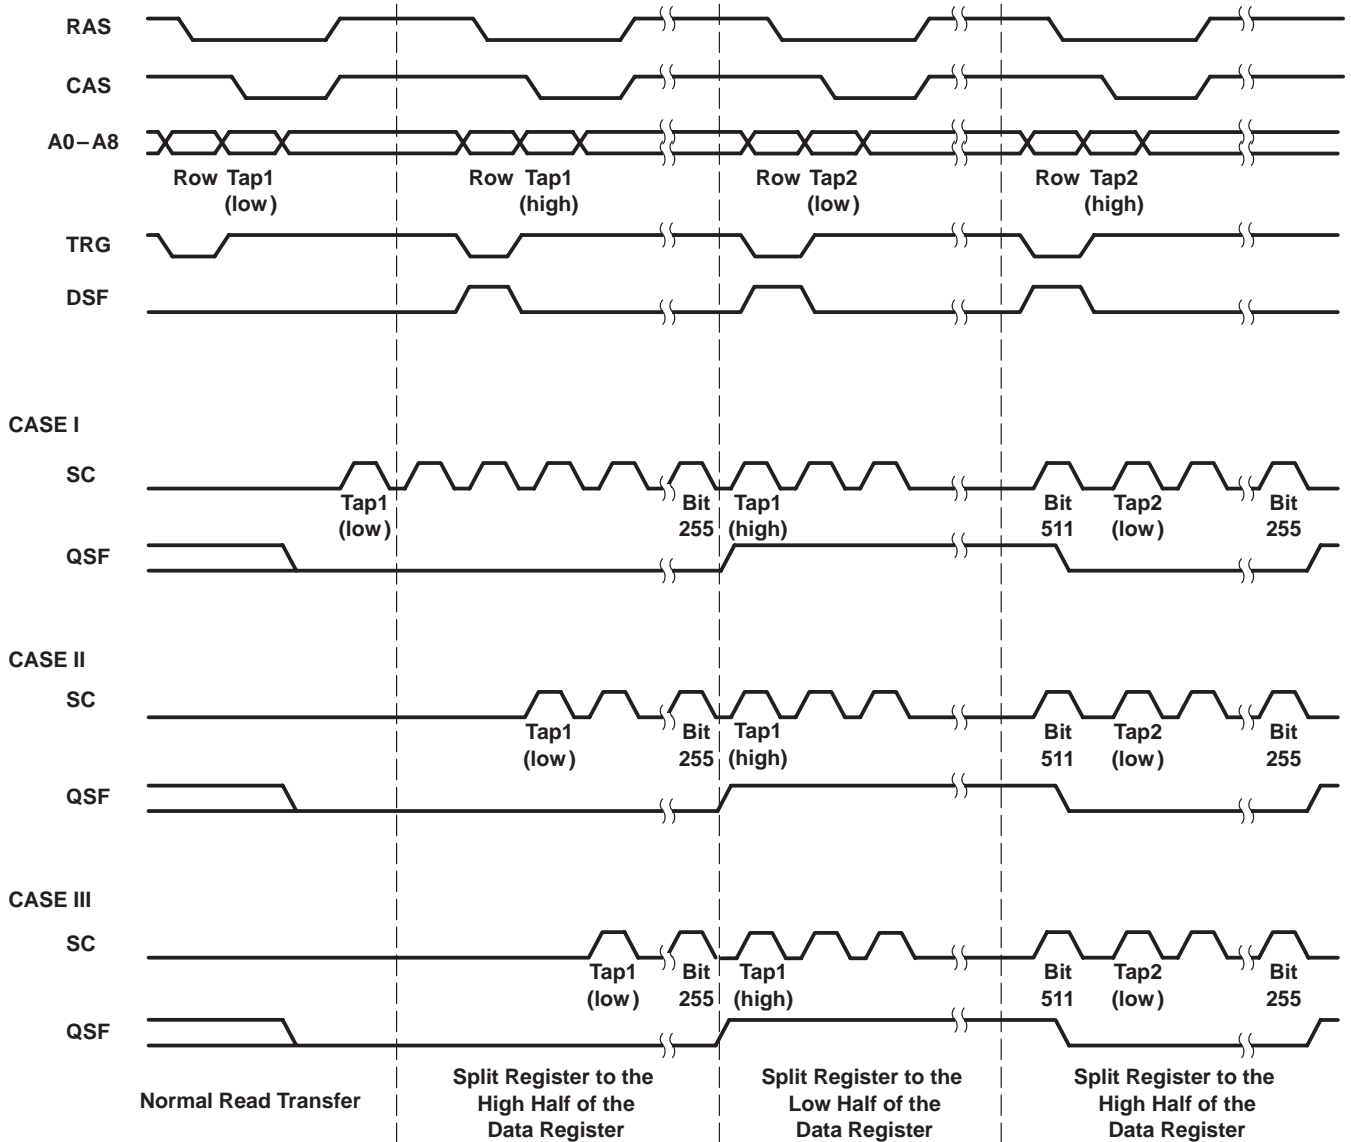 RAS
CAS
A0–A8
Row Tap1 Row Tap1 Row Tap2 Row Tap2
(low) (high) (low) (high)
TRG
DSF
CASE I
SC
Tap1 Bit Tap1 Bit Tap2 Bit
(low) 255 (high) 511 (low) 255
QSF
CASE II
SC
Tap1 Bit Tap1 Bit Tap2 Bit
(low) 255 (high) 511 (low) 255
QSF
CASE III
SC
Tap1 Bit Tap1 Bit Tap2 Bit
(low) 255 (high) 511 (low) 255
QSF
Normal Read Transfer
Split Register to the
High Half of the
Data Register
Split Register to the
Low Half of the
Data Register
Split Register to the
High Half of the
Data Register